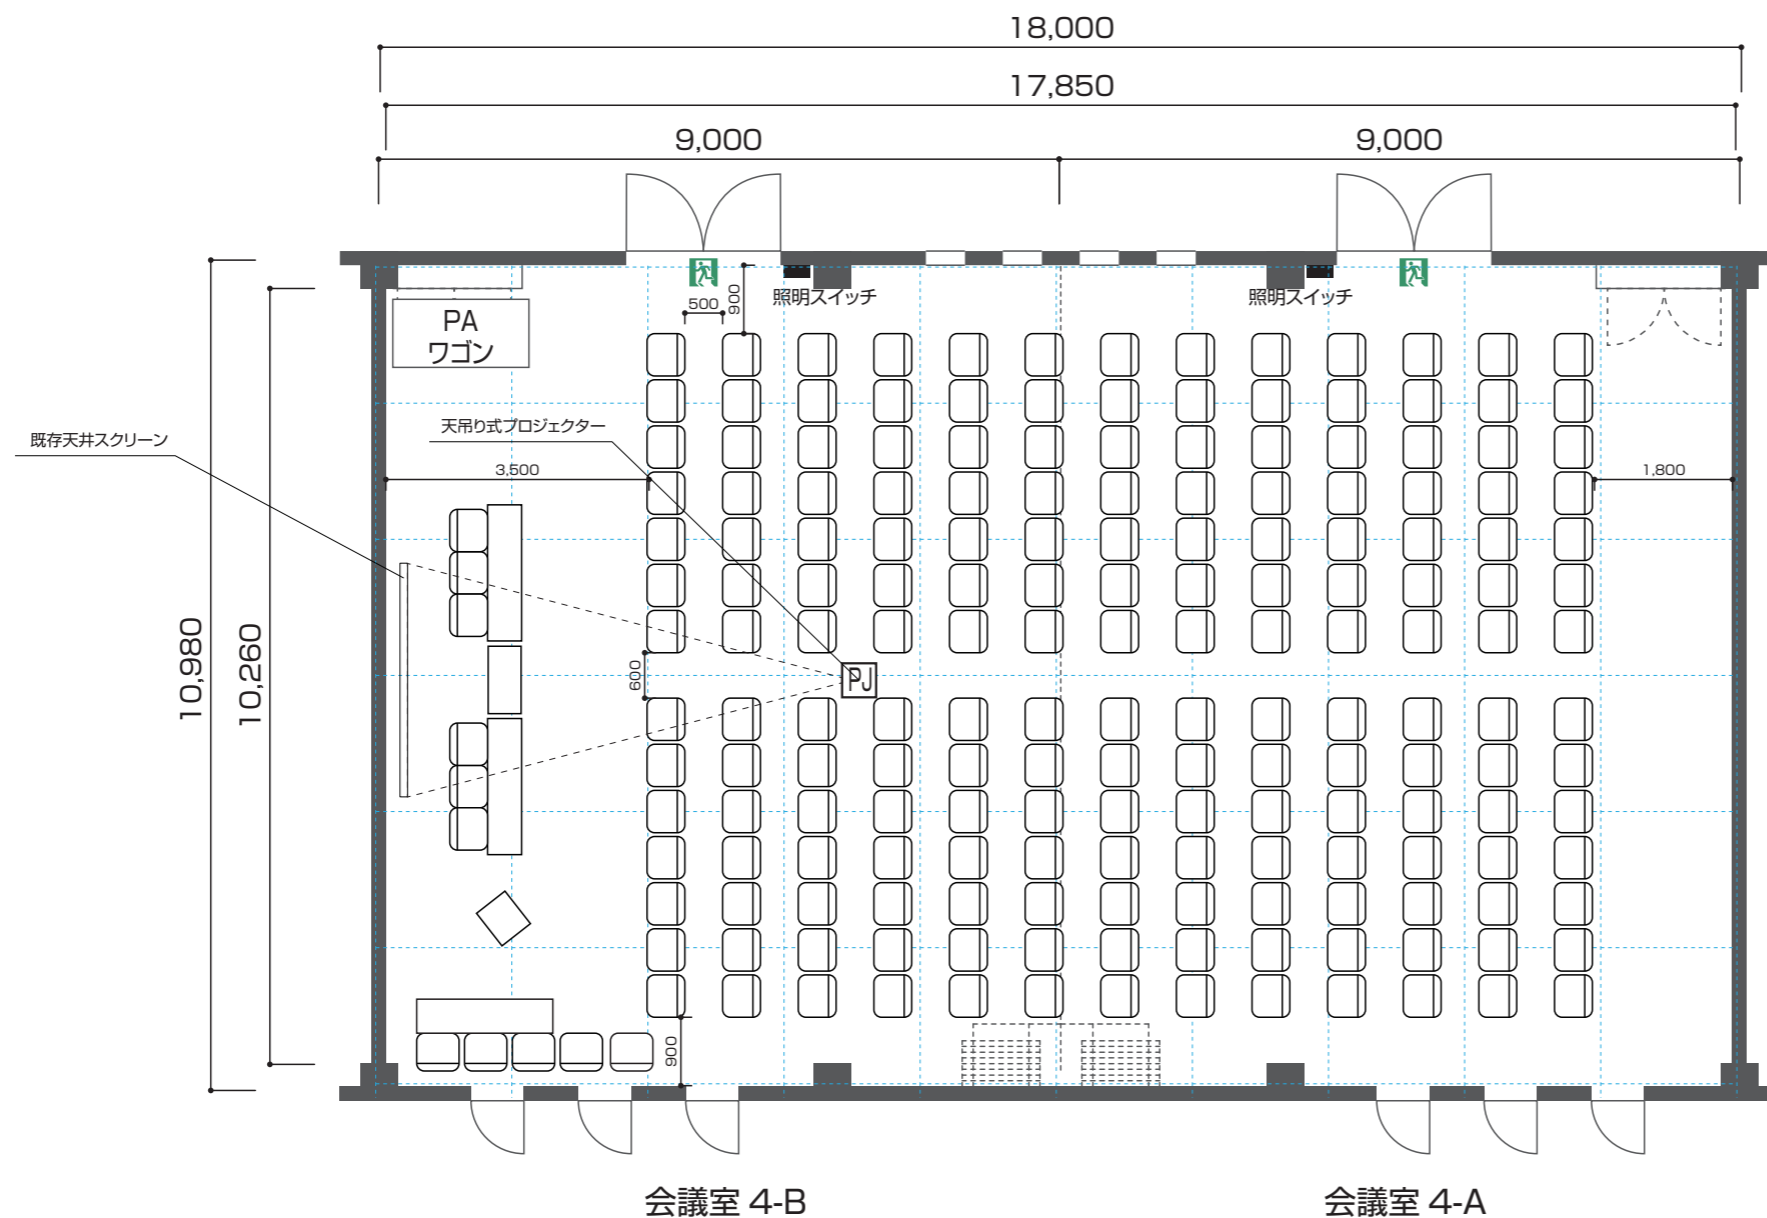 18,000
17,850
9,000
9,000
照明スイッチ
照明スイッチ
500
900
PA
ワゴン
天吊り式プロジェクター
既存天井スクリーン
3,500
1,800
10,980
10,260
600
PJ
900
会議室 4-B
会議室 4-A